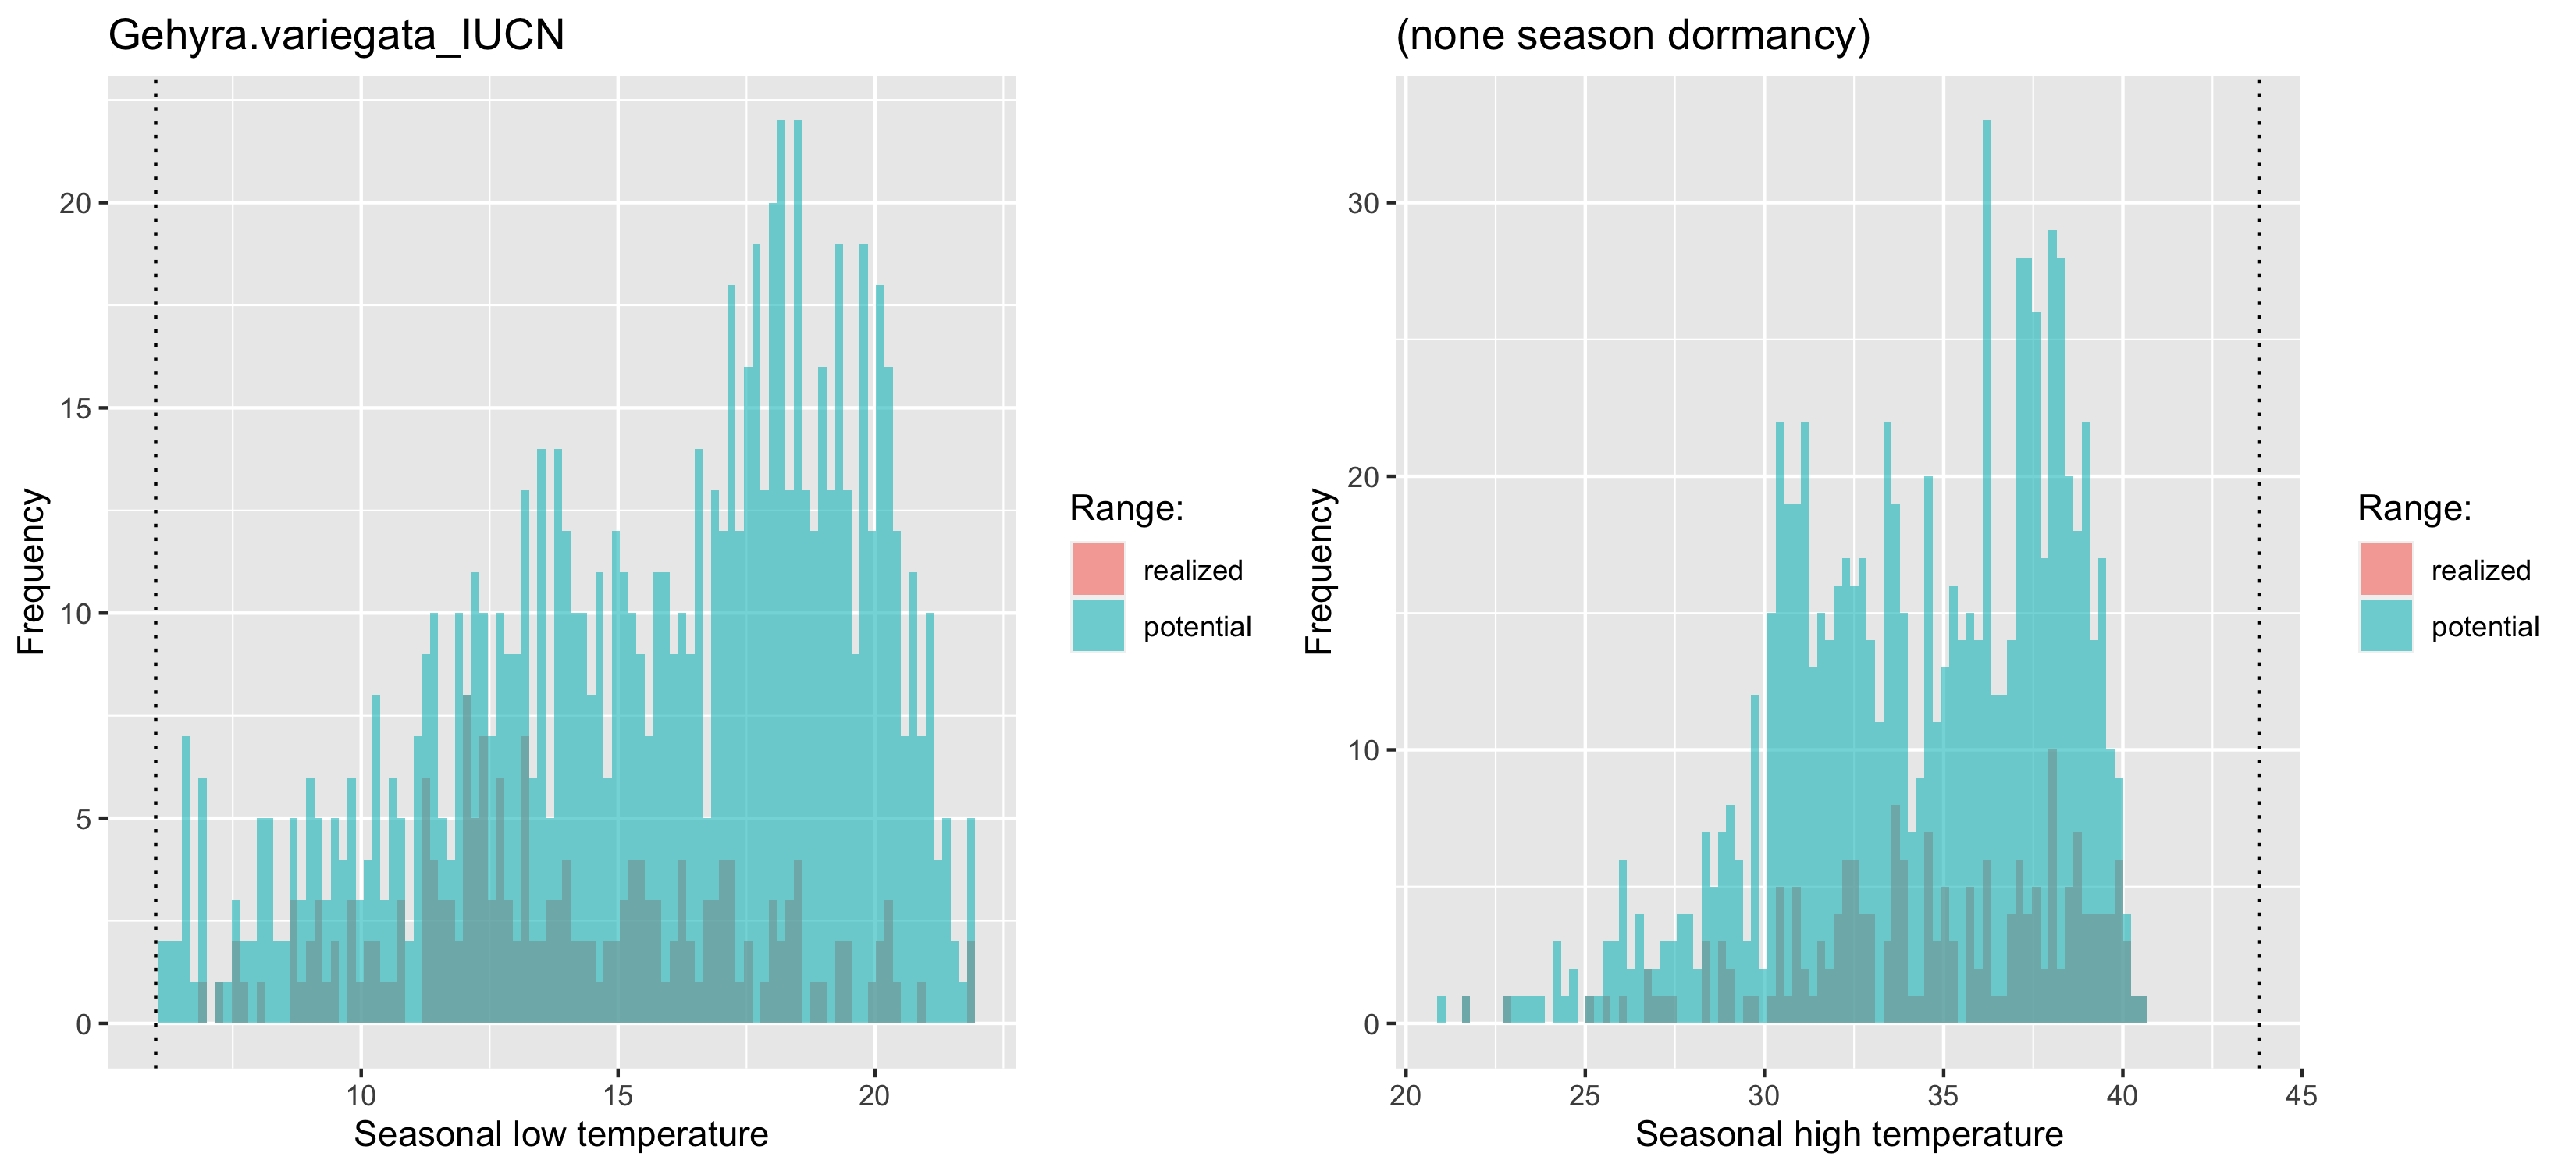 Gehyra.variegata_IUCN
Frequency
20
15
10
5
0
10 15 20
Seasonal low temperature
Range:
realized
potential
(none season dormancy)
Frequency
30
20
10
0
20 25 30 35 40 45
Seasonal high temperature
Range:
realized
potential